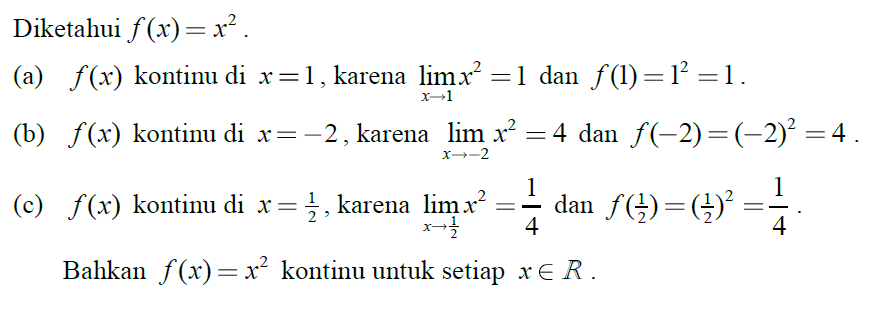 Diketahui f(x) = x² .
(a) f(x) kontinu di x = 1, karena lim_{x→1} x² = 1 dan f(1) = 1² = 1.
(b) f(x) kontinu di x = −2, karena lim_{x→−2} x² = 4 dan f(−2) = (−2)² = 4 .
(c) f(x) kontinu di x = 1/2, karena lim_{x→1/2} x² = 1/4 dan f(1/2) = (1/2)² = 1/4 .
Bahkan f(x) = x² kontinu untuk setiap x ∈ R .